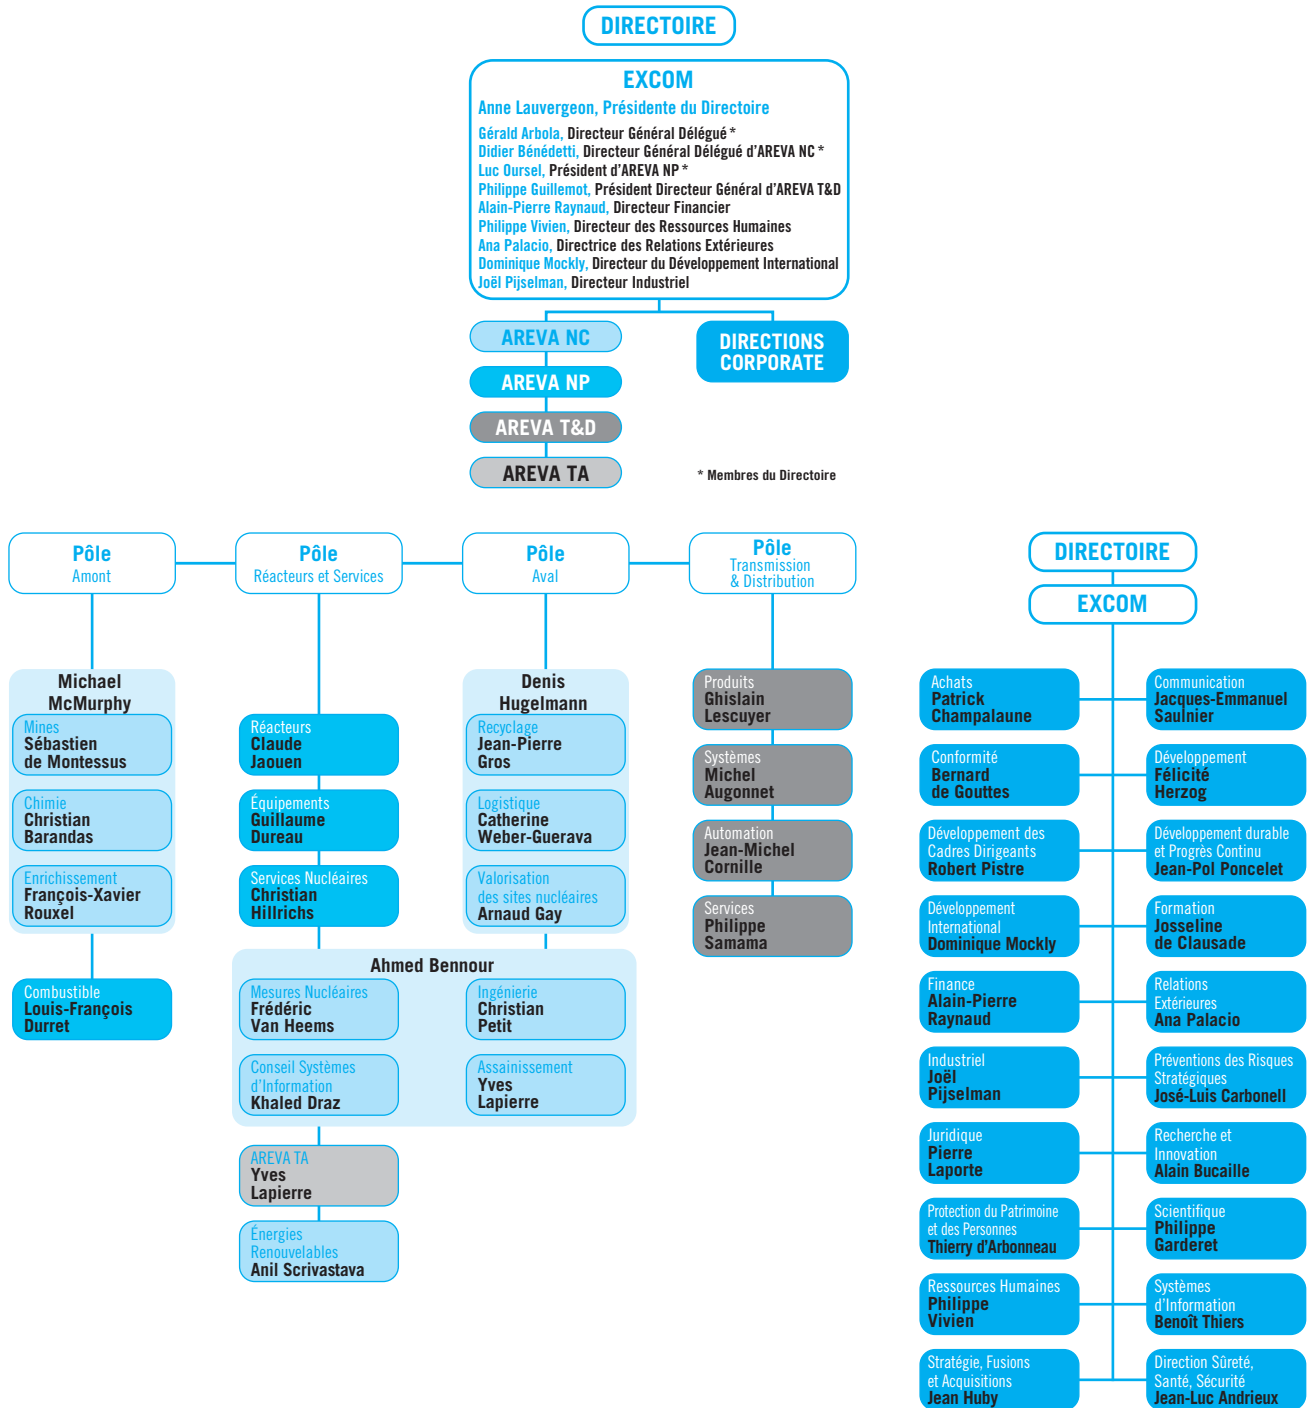 DIRECTOIRE
EXCOM
Anne Lauvergeon, Présidente du Directoire
Gérald Arbola, Directeur Général Délégué *
Didier Bénédetti, Directeur Général Délégué d'AREVA NC *
Luc Oursel, Président d'AREVA NP *
Philippe Guillemot, Président Directeur Général d'AREVA T&D
Alain-Pierre Raynaud, Directeur Financier
Philippe Vivien, Directeur des Ressources Humaines
Ana Palacio, Directrice des Relations Extérieures
Dominique Mockly, Directeur du Développement International
Joël Pijselman, Directeur Industriel
AREVA NC
DIRECTIONS
CORPORATE
AREVA NP
AREVA T&D
AREVA TA
* Membres du Directoire
Pôle
Amont
Michael
McMurphy
Mines
Sébastien
de Montessus
Chimie
Christian
Barandas
Enrichissement
François-Xavier
Rouxel
Combustible
Louis-François
Durret
Pôle
Réacteurs et Services
Réacteurs
Claude
Jaouen
Équipements
Guillaume
Dureau
Services Nucléaires
Christian
Hillrichs
Pôle
Aval
Denis
Hugelmann
Recyclage
Jean-Pierre
Gros
Logistique
Catherine
Weber-Guerava
Valorisation
des sites nucléaires
Arnaud Gay
Ahmed Bennour
Mesures Nucléaires
Frédéric
Van Heems
Ingénierie
Christian
Petit
Conseil Systèmes
d'Information
Khaled Draz
Assainissement
Yves
Lapierre
AREVA TA
Yves
Lapierre
Énergies
Renouvelables
Anil Scrivastava
Pôle
Transmission
& Distribution
Produits
Ghislain
Lescuyer
Systèmes
Michel
Augonnet
Automation
Jean-Michel
Cornille
Services
Philippe
Samama
DIRECTOIRE
EXCOM
Achats
Patrick
Champalaune
Communication
Jacques-Emmanuel
Saulnier
Conformité
Bernard
de Gouttes
Développement
Félicité
Herzog
Développement des
Cadres Dirigeants
Robert Pistre
Développement durable
et Progrès Continu
Jean-Pol Poncelet
Développement
International
Dominique Mockly
Formation
Josseline
de Clausade
Finance
Alain-Pierre
Raynaud
Relations
Extérieures
Ana Palacio
Industriel
Joël
Pijselman
Préventions des Risques
Stratégiques
José-Luis Carbonell
Juridique
Pierre
Laporte
Recherche et
Innovation
Alain Bucaille
Protection du Patrimoine
et des Personnes
Thierry d'Arbonneau
Scientifique
Philippe
Garderet
Ressources Humaines
Philippe
Vivien
Systèmes
d'Information
Benoît Thiers
Stratégie, Fusions
et Acquisitions
Jean Huby
Direction Sûreté,
Santé, Sécurité
Jean-Luc Andrieux